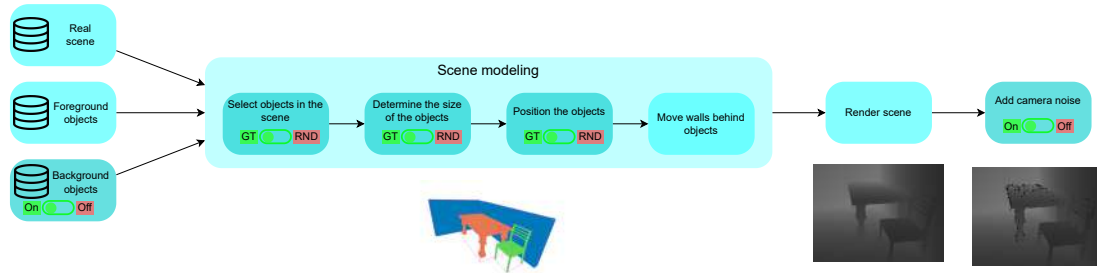 Real
scene
Foreground
objects
Background
objects
On Off
Scene modeling
Select objects in the
scene
GT RND
Determine the size
of the objects
GT RND
Position the objects
GT RND
Move walls behind
objects
Render scene
Add camera noise
On Off